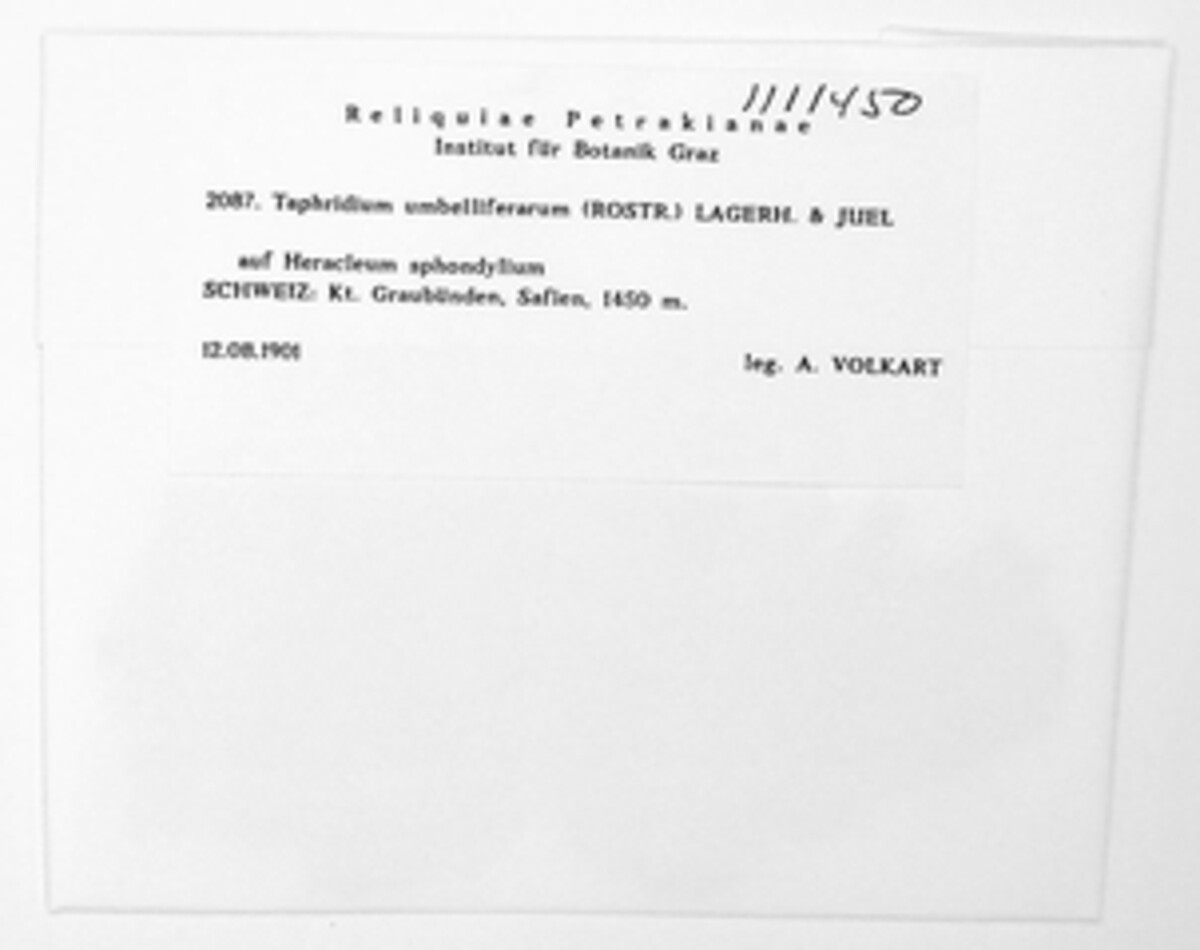 1111450
Reliquiae Petrakianae
Institut für Botanik Graz
2087. Taphridium umbelliferarum (ROSTR.) LAGERH. & JUEL
auf Heracleum sphondylium
SCHWEIZ: Kt. Graubünden, Safien, 1450 m.
12.08.1901
leg. A. VOLKART